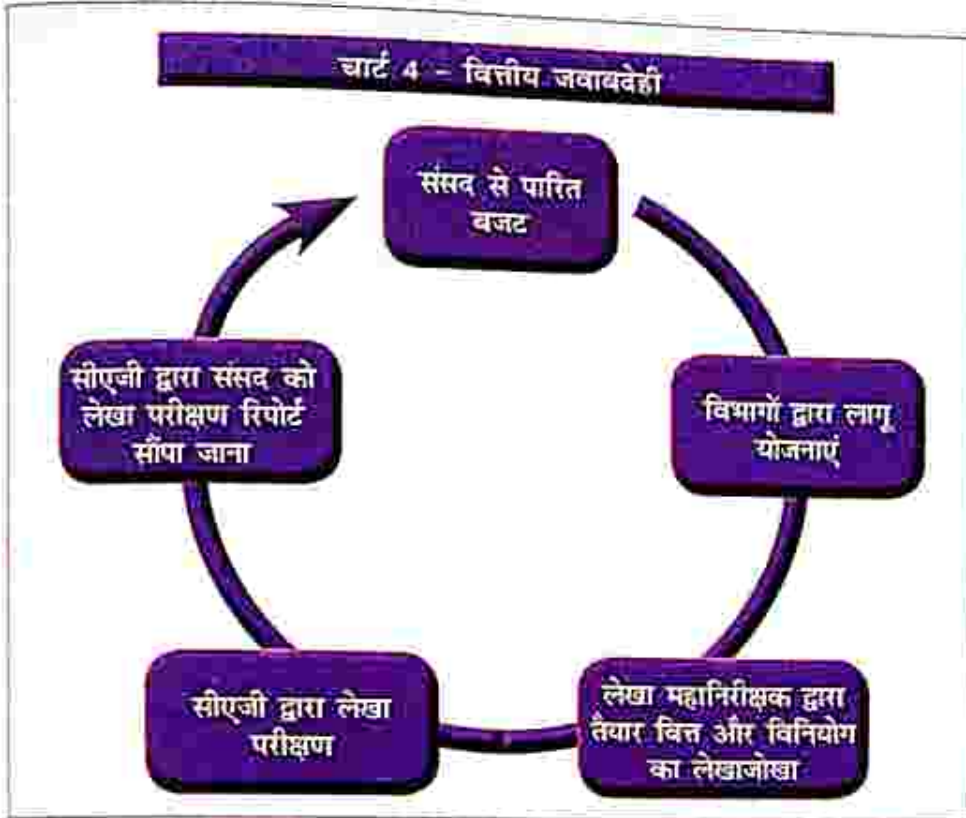 चार्ट 4 - वित्तीय जवाबदेही
संसद से पारित
बजट
विभागों द्वारा लागू
योजनाएं
लेखा महानिरीक्षक द्वारा
तैयार वित्त और विनियोग
का लेखाजोखा
सीएजी द्वारा लेखा
परीक्षण
सीएजी द्वारा संसद को
लेखा परीक्षण रिपोर्ट
सौंपा जाना